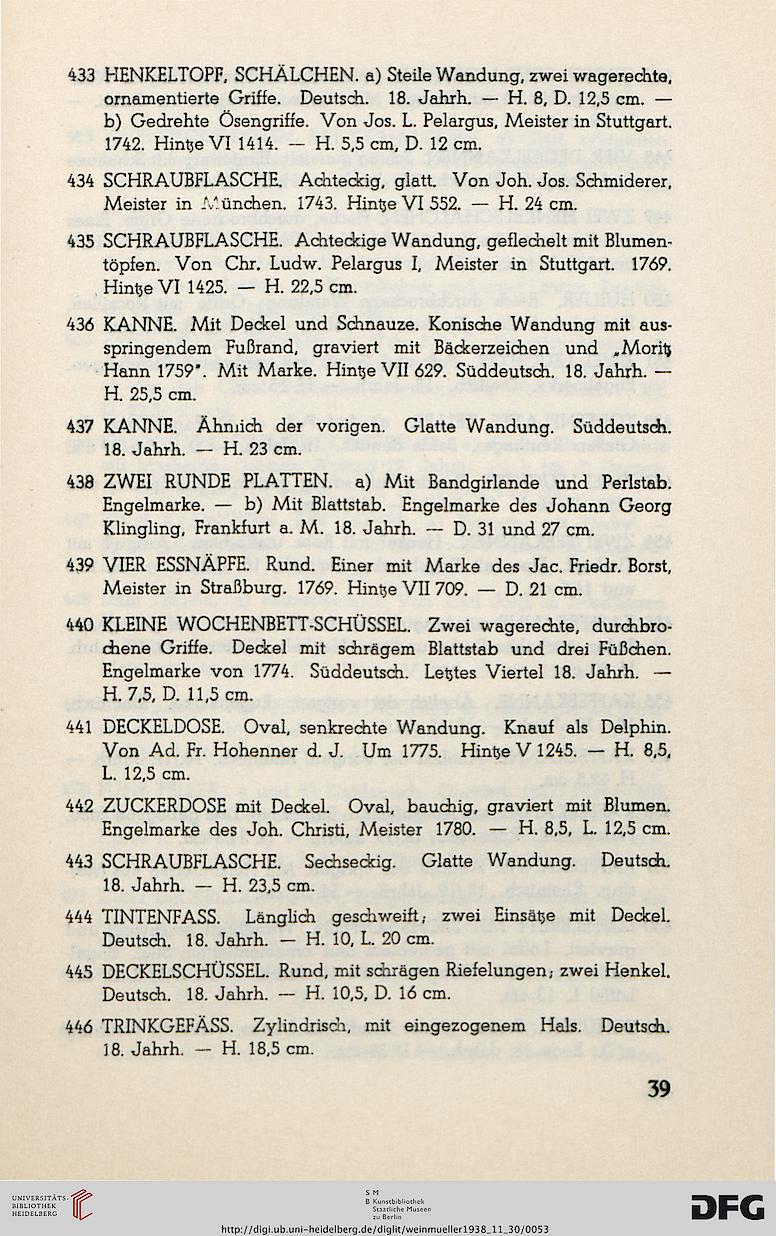 433 HENKELTOPF, SCHÄLCHEN. a) Steile Wandung, zwei wagerechte,
ornamentierte Griffe. Deutsch. 18. Jahrh. — H. 8, D. 12,5 cm. —
b) Gedrehte Ösengriffe. Von Jos. L. Pelargus, Meister in Stuttgart.
1742. Hintze VI 1414. — H. 5,5 cm, D. 12 cm.
434 SCHRAUBFLASCHE. Achteckig, glatt. Von Joh. Jos. Schmiderer,
Meister in München. 1743. Hintze VI 552. — H. 24 cm.
435 SCHRAUBFLASCHE. Achteckige Wandung, geflechelt mit Blumen-
töpfen. Von Chr. Ludw. Pelargus I, Meister in Stuttgart. 1769.
Hintze VI 1425. — H. 22,5 cm.
436 KANNE. Mit Deckel und Schnauze. Konische Wandung mit aus-
springendem Fußrand, graviert mit Bäckerzeichen und „Moritz
Hann 1759". Mit Marke. Hintze VII 629. Süddeutsch. 18. Jahrh. —
H. 25,5 cm.
437 KANNE. Ähnlich der vorigen. Glatte Wandung. Süddeutsch.
18. Jahrh. — H. 23 cm.
438 ZWEI RUNDE PLATTEN. a) Mit Bandgirlande und Perlstab.
Engelmarke. — b) Mit Blattstab. Engelmarke des Johann Georg
Klingling, Frankfurt a. M. 18. Jahrh. — D. 31 und 27 cm.
439 VIER ESSNÄPFE. Rund. Einer mit Marke des Jac. Friedr. Borst,
Meister in Straßburg. 1769. Hintze VII 709. — D. 21 cm.
440 KLEINE WOCHENBETT-SCHÜSSEL. Zwei wagerechte, durchbro-
chene Griffe. Deckel mit schrägem Blattstab und drei Füßchen.
Engelmarke von 1774. Süddeutsch. Letztes Viertel 18. Jahrh. —
H. 7,5, D. 11,5 cm.
441 DECKELDOSE. Oval, senkrechte Wandung. Knauf als Delphin.
Von Ad. Fr. Hohenner d. J. Um 1775. Hintze V 1245. — H. 8,5,
L. 12,5 cm.
442 ZUCKERDOSE mit Deckel. Oval, bauchig, graviert mit Blumen.
Engelmarke des Joh. Christi, Meister 1780. — H. 8,5, L. 12,5 cm.
443 SCHRAUBFLASCHE. Sechseckig. Glatte Wandung. Deutsch.
18. Jahrh. — H. 23,5 cm.
444 TINTENFASS. Länglich geschweift; zwei Einsätze mit Deckel.
Deutsch. 18. Jahrh. — H. 10, L. 20 cm.
445 DECKELSCHÜSSEL. Rund, mit schrägen Riefelungen; zwei Henkel.
Deutsch. 18. Jahrh. — H. 10,5, D. 16 cm.
446 TRINKGEFÄSS. Zylindrisch, mit eingezogenem Hals. Deutsch.
18. Jahrh. — H. 18,5 cm.
39
UNIVERSITÄTS-
BIBLIOTHEK
HEIDELBERG
S M
B Kunstbibliothek
Staatliche Museen
zu Berlin
DFG
http://digi.ub.uni-heidelberg.de/diglit/weinmueller1938_11_30/0053